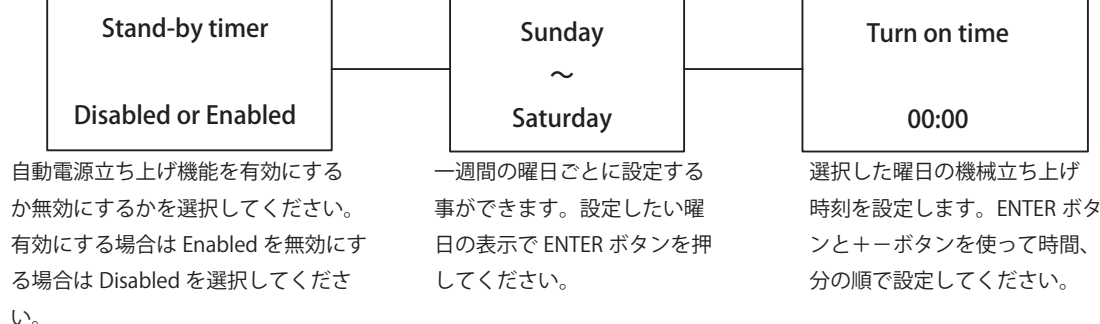 Stand-by timer
Disabled or Enabled
自動電源立ち上げ機能を有効にする
か無効にするかを選択してください。
有効にする場合は Enabled を無効にす
る場合は Disabled を選択してくださ
い。
Sunday
～
Saturday
一週間の曜日ごとに設定する
事ができます。設定したい曜
日の表示で ENTER ボタンを押
してください。
Turn on time
00:00
選択した曜日の機械立ち上げ
時刻を設定します。ENTER ボタ
ンと＋－ボタンを使って時間、
分の順で設定してください。